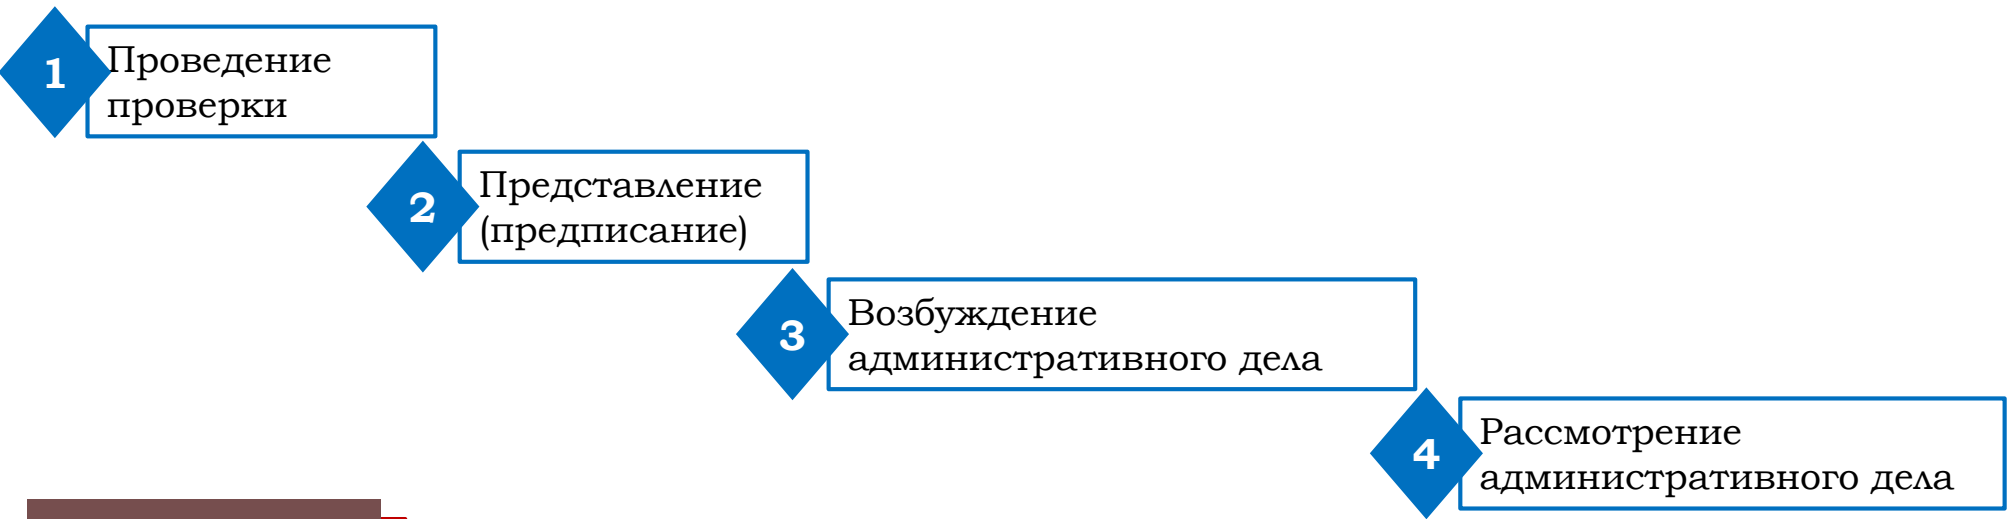 1
Проведение
проверки
2
Представление
(предписание)
3
Возбуждение
административного дела
4
Рассмотрение
административного дела